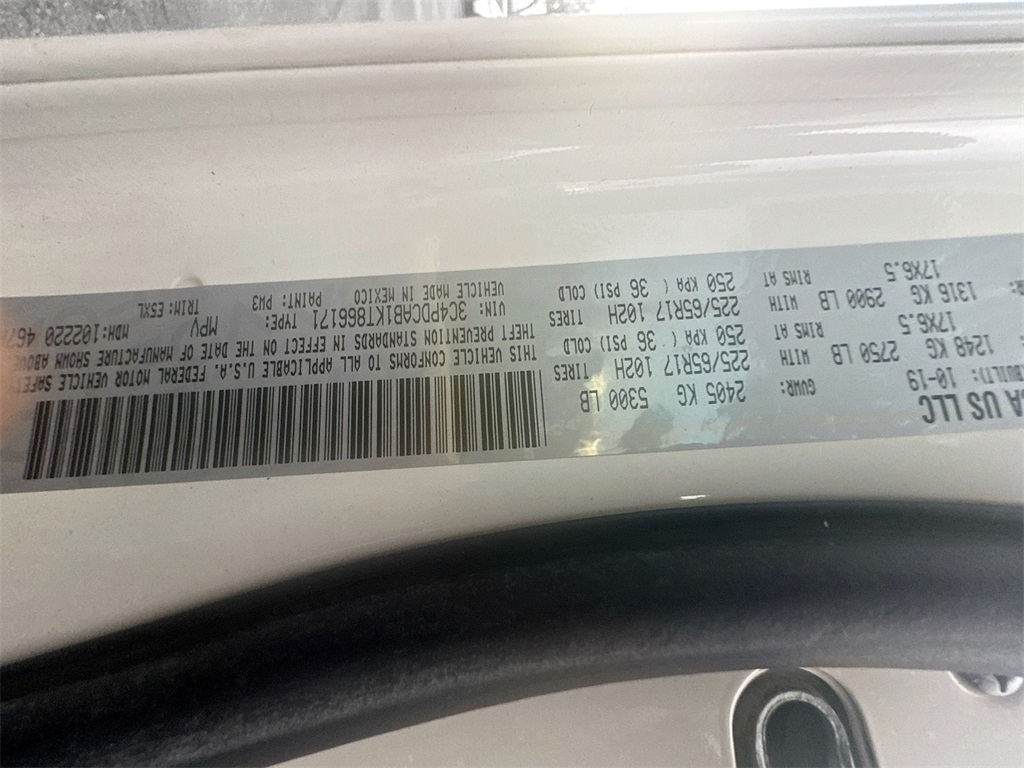 A US LLC
BUILT): 10-19 GVWR: 2405 KG 5300 LB
1248 KG 2750 LB WITH 225/65R17 102H TIRES
17X6.5 RIMS AT 250 KPA ( 36 PSI) COLD
R: 1316 KG 2900 LB WITH 225/65R17 102H TIRES
17X6.5 RIMS AT 250 KPA ( 36 PSI) COLD
THIS VEHICLE CONFORMS TO ALL APPLICABLE U.S.A. FEDERAL MOTOR VEHICLE SAFET
THEFT PREVENTION STANDARDS IN EFFECT ON THE DATE OF MANUFACTURE SHOWN ABOVE
VIN: 3C4PDCAB1KT866171 TYPE: MPV MDH:102220 467
VEHICLE MADE IN MEXICO PAINT: PW3 TRIM: E5XL